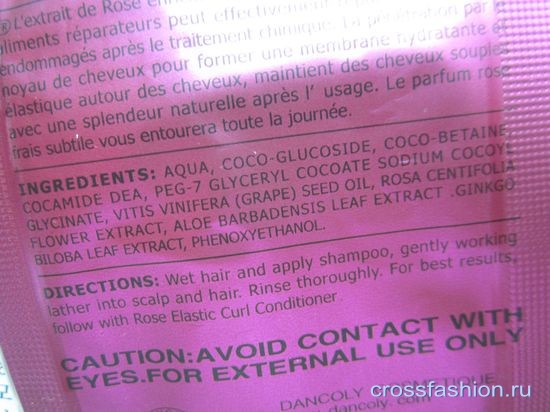 ® L'extrait de Rose
aliments réparateurs peut effectivement
endommagés après le traitement chimique. La pénétration
noyau de cheveux pour former une membrane hydratante
élastique autour des cheveux, maintient des cheveux souples
avec une splendeur naturelle après l' usage. Le parfum rose
frais subtile vous entourera toute la journée.
INGREDIENTS: AQUA, COCO-GLUCOSIDE, COCO-BETAINE
COCAMIDE DEA, PEG-7 GLYCERYL COCOATE SODIUM COCOYL
GLYCINATE, VITIS VINIFERA (GRAPE) SEED OIL, ROSA CENTIFOLIA
FLOWER EXTRACT, ALOE BARBADENSIS LEAF EXTRACT .GINKGO
BILOBA LEAF EXTRACT, PHENOXYETHANOL.
DIRECTIONS: Wet hair and apply shampoo, gently working
lather into scalp and hair. Rinse thoroughly. For best results,
follow with Rose Elastic Curl Conditioner
CAUTION:AVOID CONTACT WITH
EYES.FOR EXTERNAL USE ONLY
DANCOLY
dancoly.com
crossfashion.ru